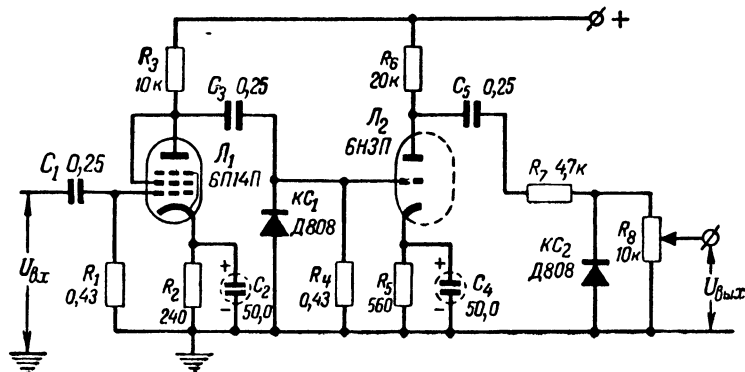 +
R3
10к
C3 0,25
Л1
6П14П
C1 0,25
Uвх
R1
0,43
R2
240
+
-
C2
50,0
КС1
Д808
R4
0,43
R6
20к
Л2
6Н3П
C5 0,25
R5
560
+
-
C4
50,0
R7 4,7к
КС2
Д808
R8
10к
Uвых